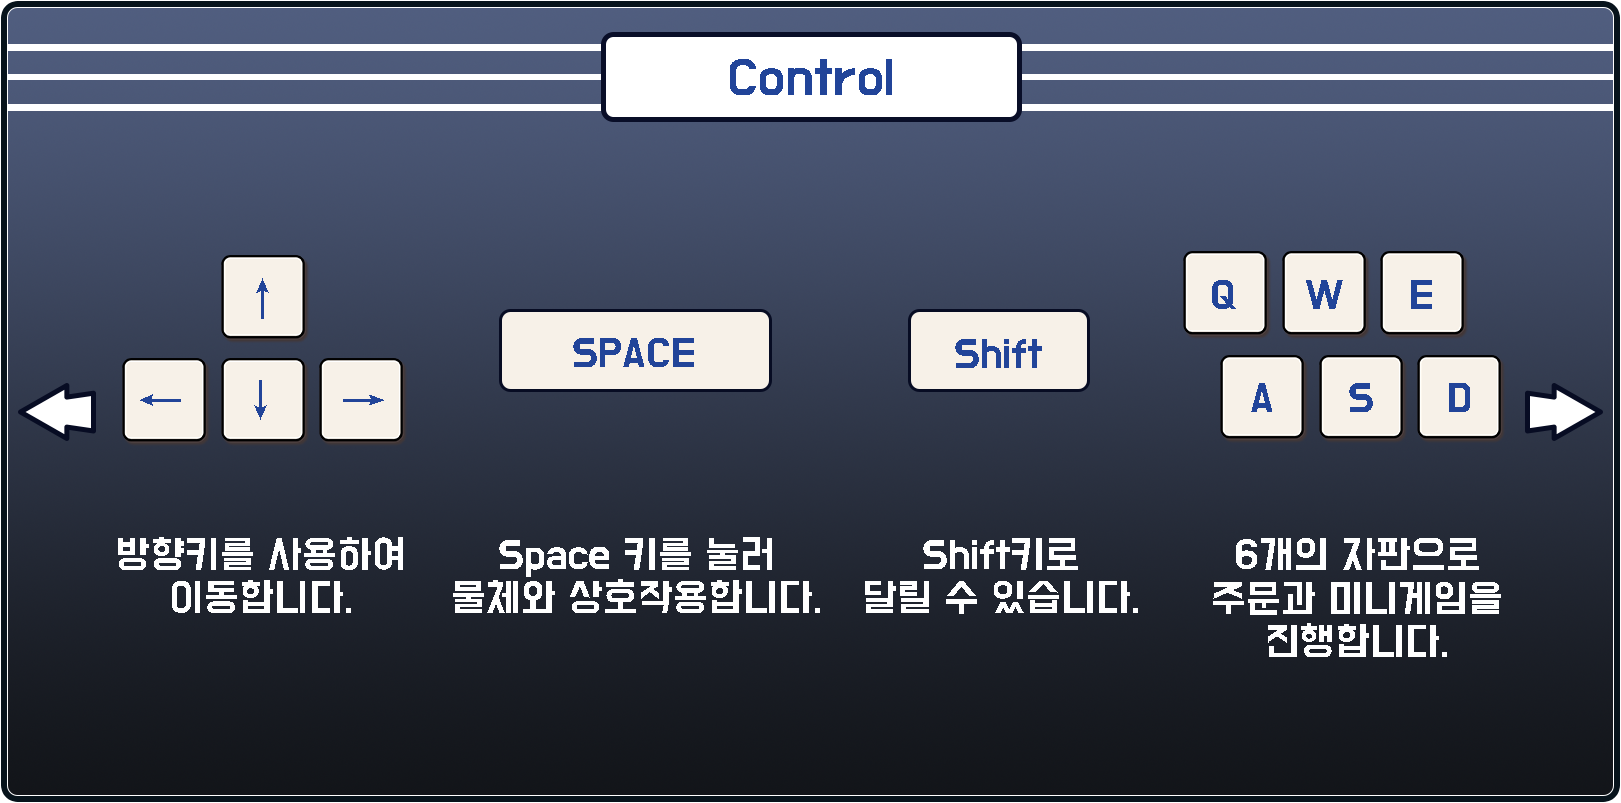 Control
↑
← ↓ →
SPACE
Shift
Q W E
A S D
방향키를 사용하여
이동합니다.
Space 키를 눌러
물체와 상호작용합니다.
Shift키로
달릴 수 있습니다.
6개의 자판으로
주문과 미니게임을
진행합니다.